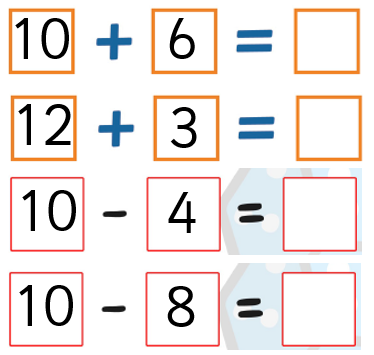 10 + 6 =
12 + 3 =
10 - 4 =
10 - 8 =